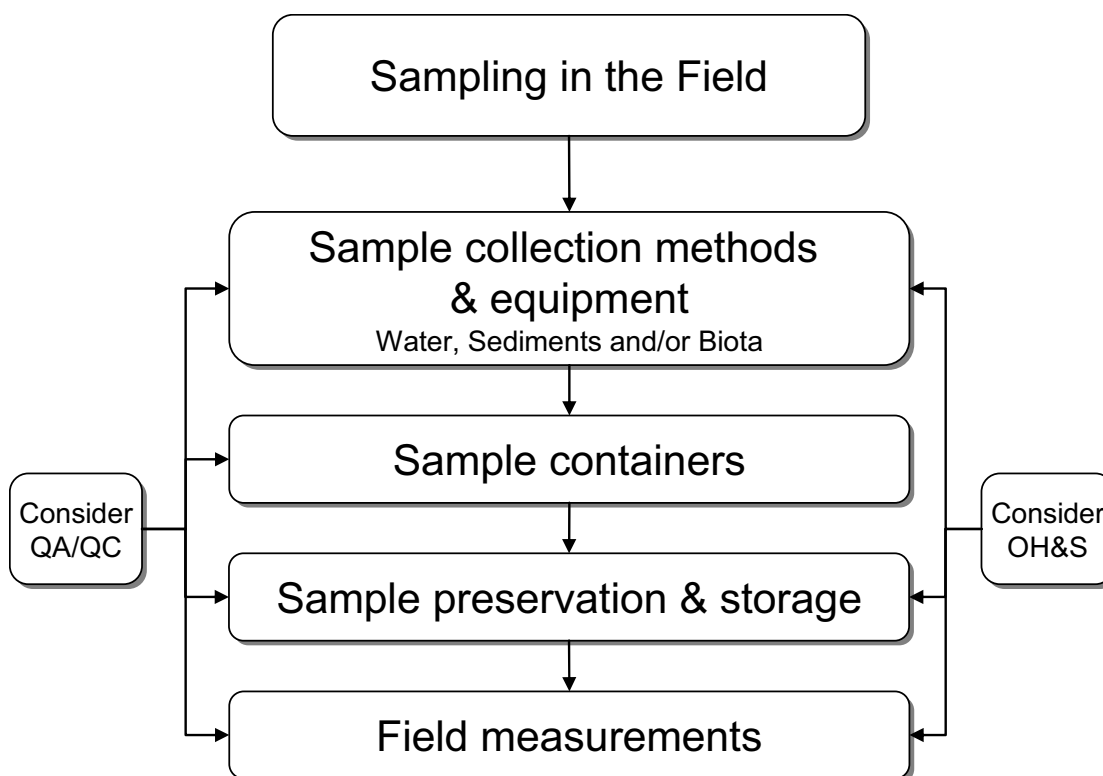 Sampling in the Field
Sample collection methods
& equipment
Water, Sediments and/or Biota
Sample containers
Consider
QA/QC
Consider
OH&S
Sample preservation & storage
Field measurements